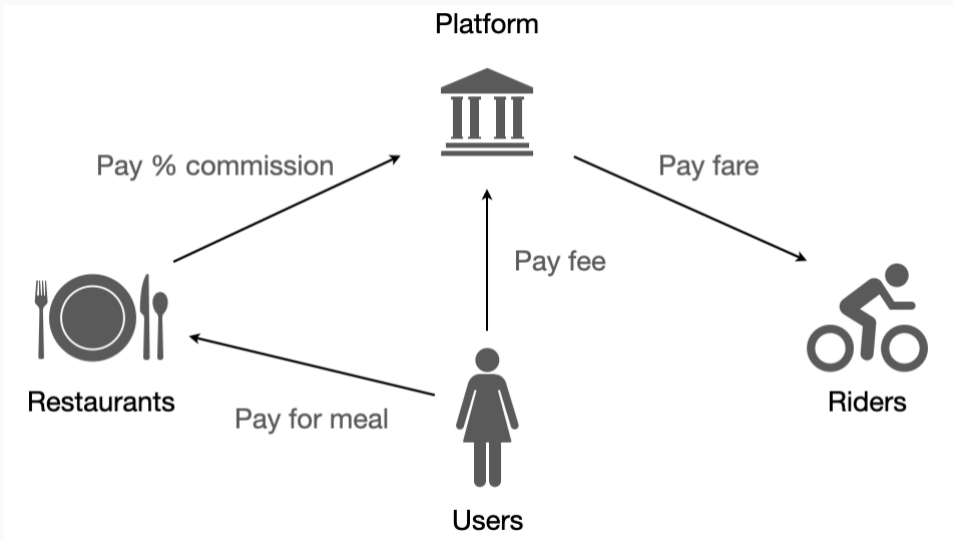 Platform
Pay % commission
Pay fare
Pay fee
Restaurants
Pay for meal
Riders
Users